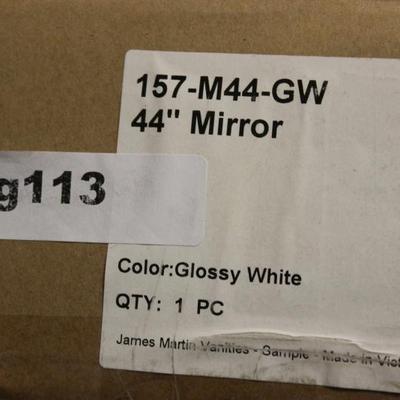 157-M44-GW
44" Mirror
g113
Color:Glossy White
QTY: 1 PC
James Martin Vanities - Sample - Made In